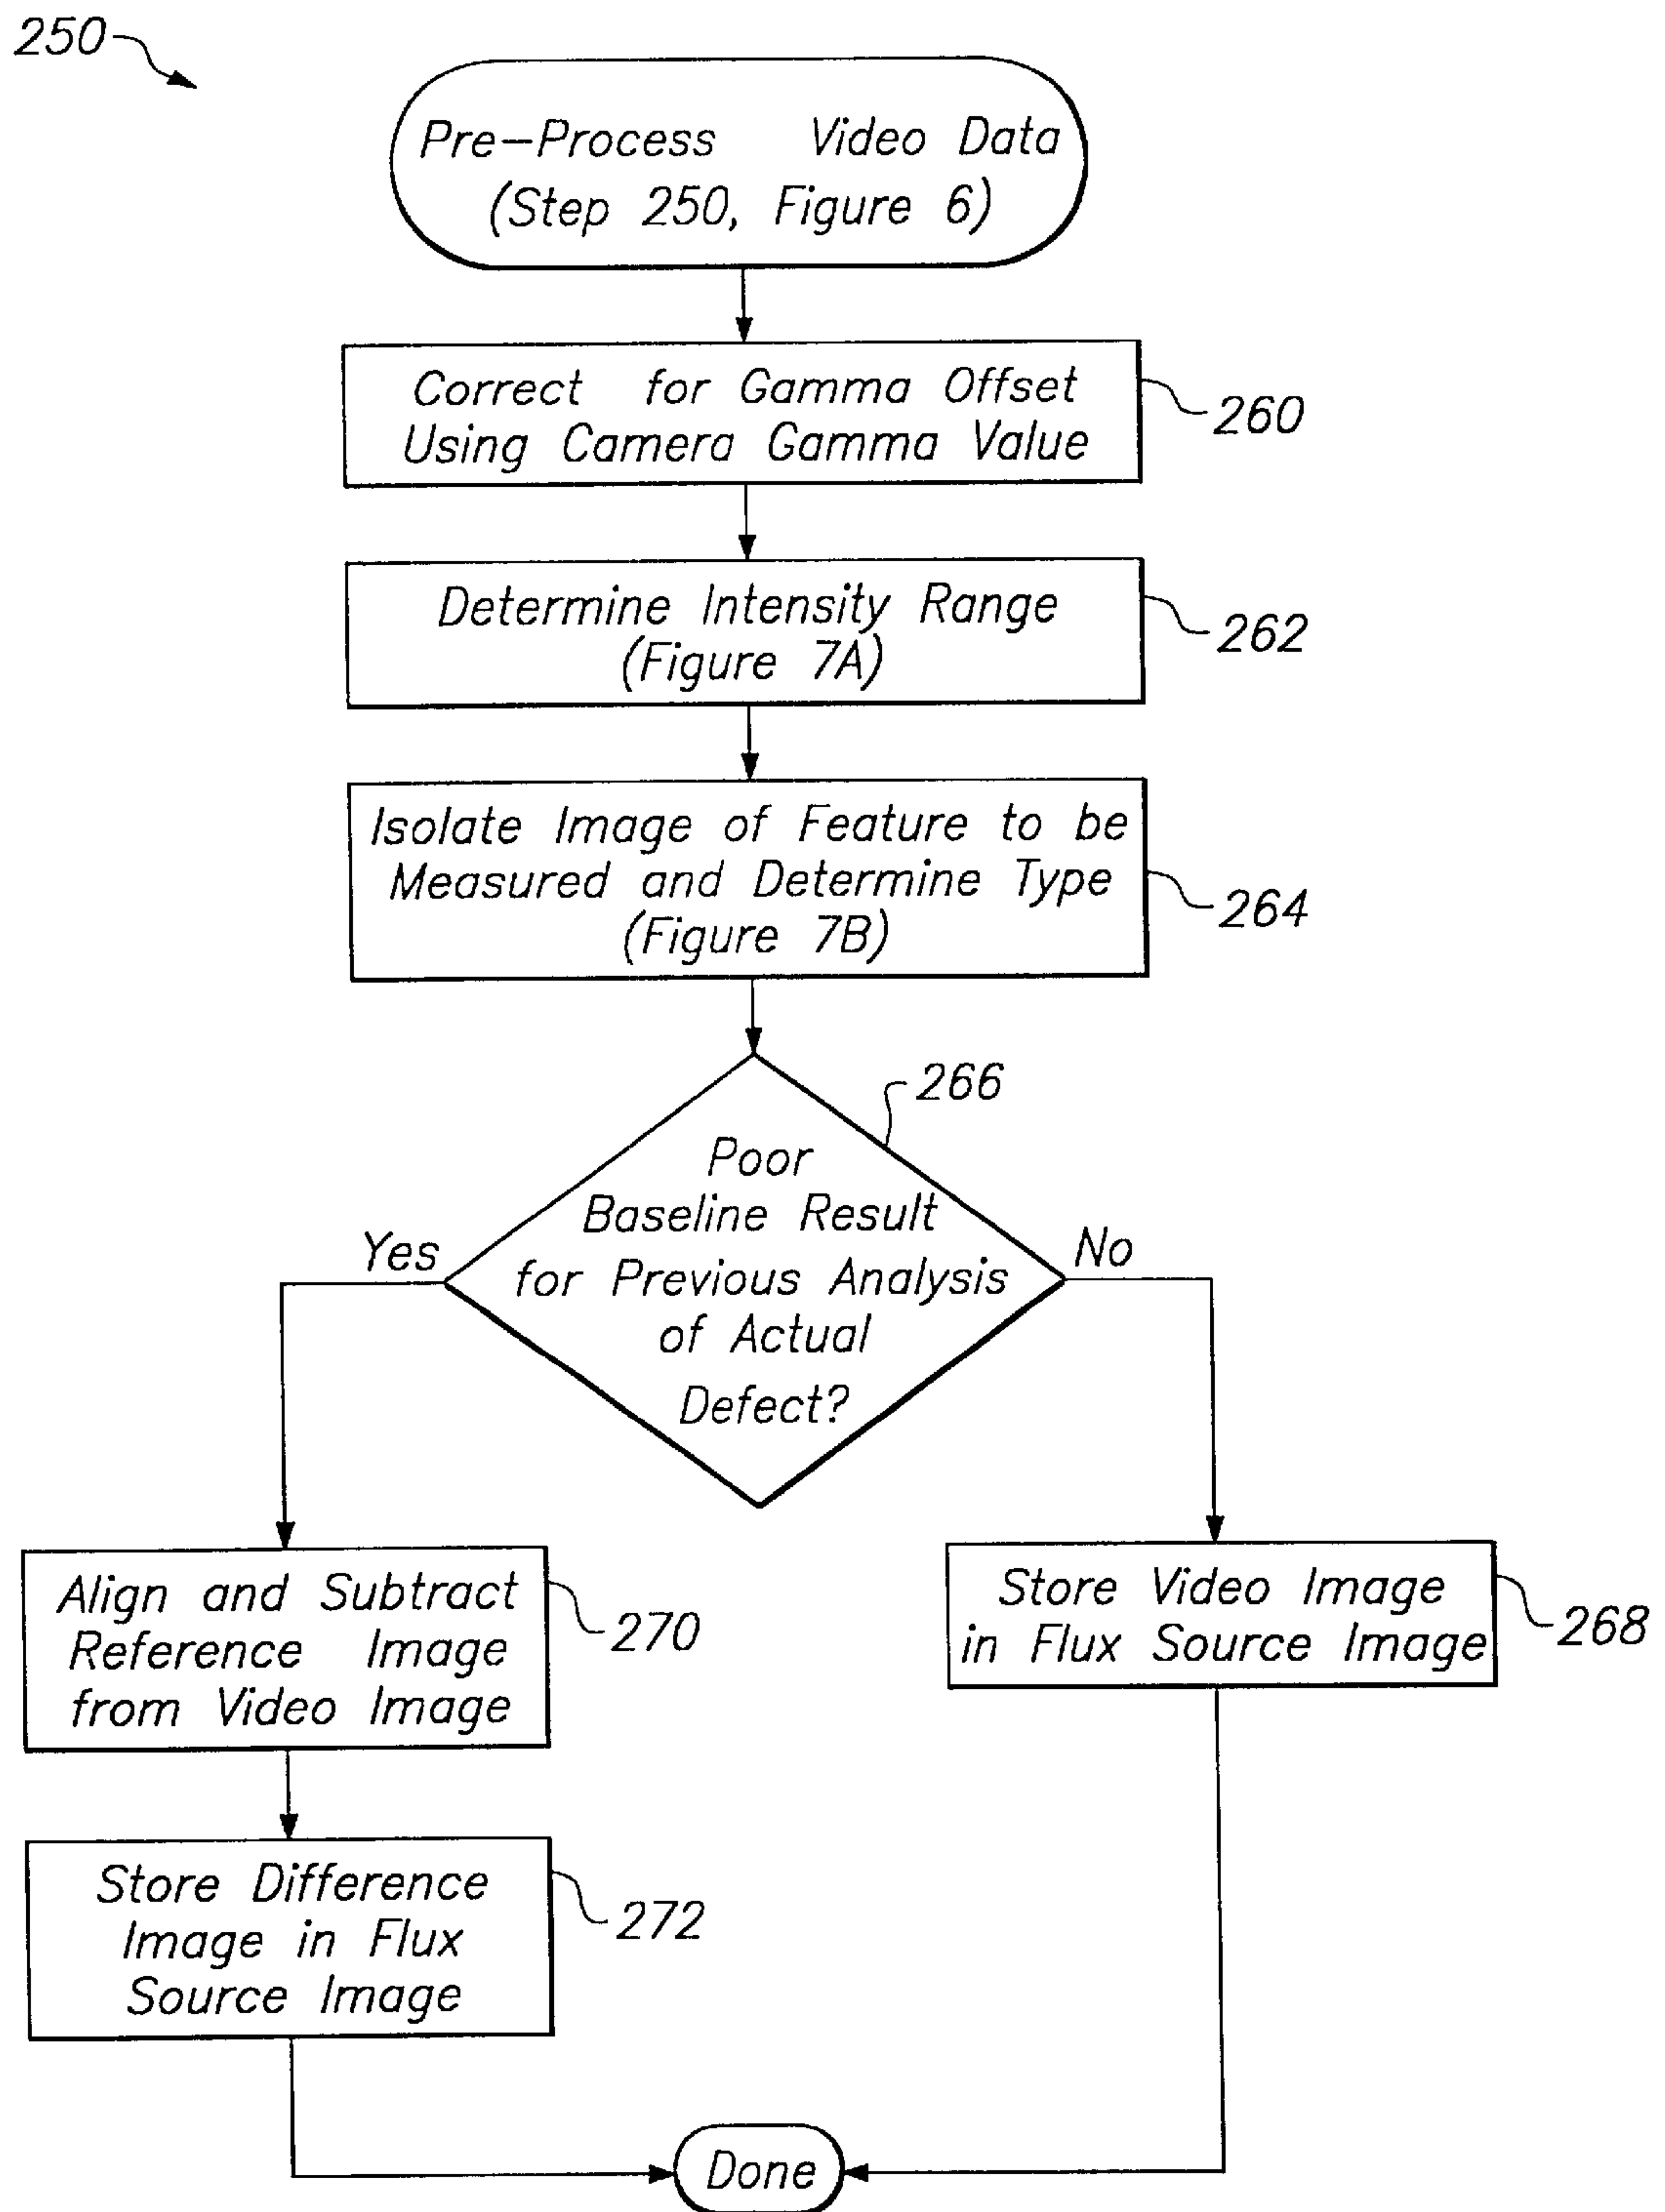 250
Pre-Process Video Data
(Step 250, Figure 6)
Correct for Gamma Offset
Using Camera Gamma Value
260
Determine Intensity Range
(Figure 7A)
262
Isolate Image of Feature to be
Measured and Determine Type
(Figure 7B)
264
266
Poor
Baseline Result
for Previous Analysis
of Actual
Defect?
Yes
No
Align and Subtract
Reference Image
from Video Image
270
Store Video Image
in Flux Source Image
268
Store Difference
Image in Flux
Source Image
272
Done